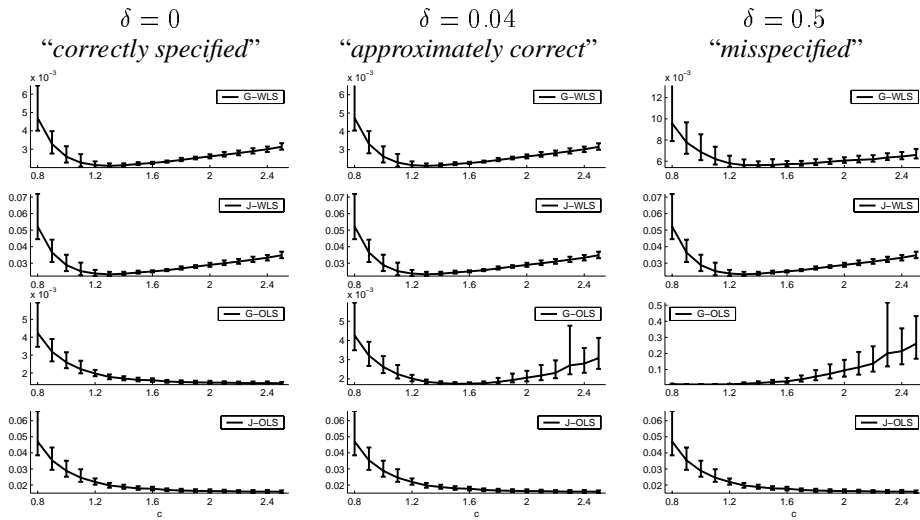 δ = 0
"correctly specified"
δ = 0.04
"approximately correct"
δ = 0.5
"misspecified"
x 10⁻³
6
5
4
3
0.8 1.2 1.6 2 2.4
G−WLS
x 10⁻³
6
5
4
3
0.8 1.2 1.6 2 2.4
G−WLS
x 10⁻³
12
10
8
6
0.8 1.2 1.6 2 2.4
G−WLS
0.07
0.06
0.05
0.04
0.03
0.8 1.2 1.6 2 2.4
J−WLS
0.07
0.06
0.05
0.04
0.03
0.8 1.2 1.6 2 2.4
J−WLS
0.07
0.06
0.05
0.04
0.03
0.8 1.2 1.6 2 2.4
J−WLS
x 10⁻³
5
4
3
2
0.8 1.2 1.6 2 2.4
G−OLS
x 10⁻³
5
4
3
2
0.8 1.2 1.6 2 2.4
G−OLS
0.5
0.4
0.3
0.2
0.1
0.8 1.2 1.6 2 2.4
G−OLS
0.06
0.05
0.04
0.03
0.02
0.8 1.2 1.6 2 2.4
c
J−OLS
0.06
0.05
0.04
0.03
0.02
0.8 1.2 1.6 2 2.4
c
J−OLS
0.06
0.05
0.04
0.03
0.02
0.8 1.2 1.6 2 2.4
c
J−OLS